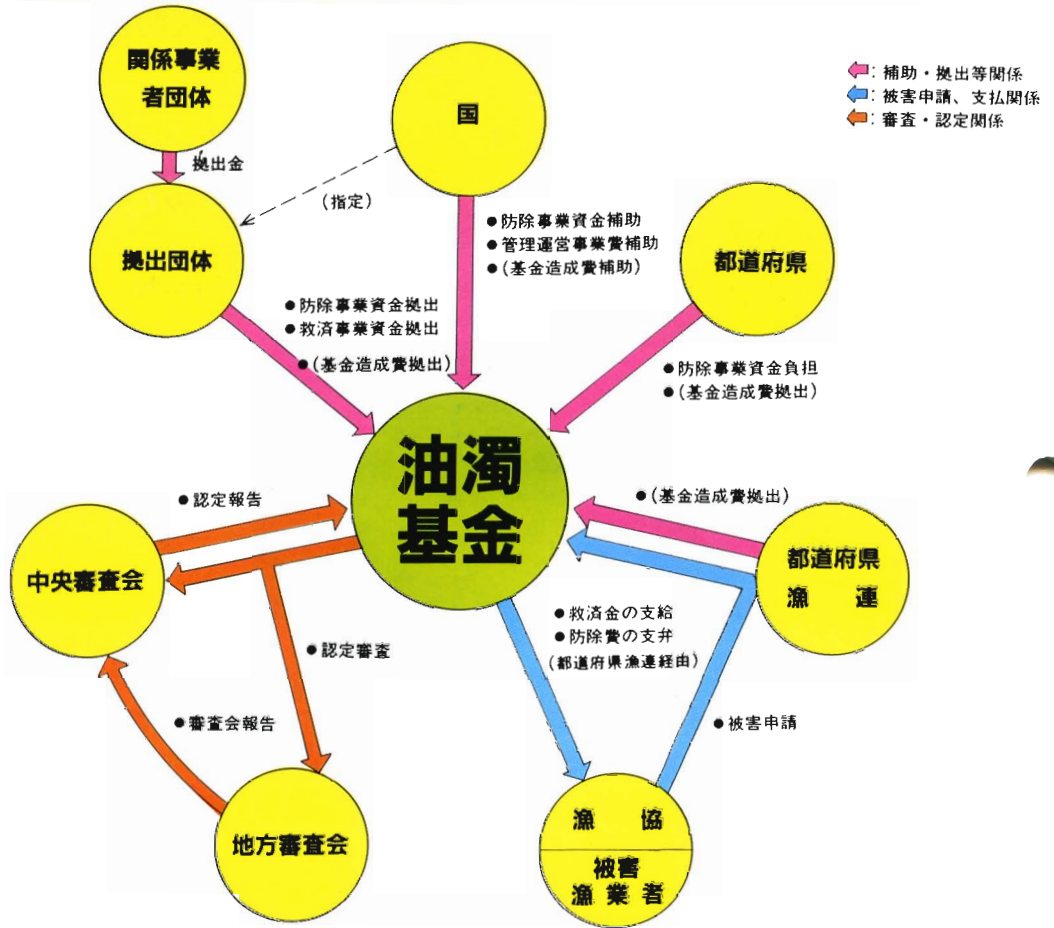 関係事業
者団体
国
:補助・拠出等関係
:被害申請、支払関係
:審査・認定関係
拠出金
(指定)
拠出団体
●防除事業資金補助
●管理運営事業費補助
●(基金造成費補助)
都道府県
●防除事業資金拠出
●救済事業資金拠出
●(基金造成費拠出)
●防除事業資金負担
●(基金造成費拠出)
油濁
基金
●認定報告
●(基金造成費拠出)
中央審査会
都道府県
漁 連
●認定審査
●救済金の支給
●防除費の支弁
(都道府県漁連経由)
●審査会報告
●被害申請
地方審査会
漁 協
被害
漁業者